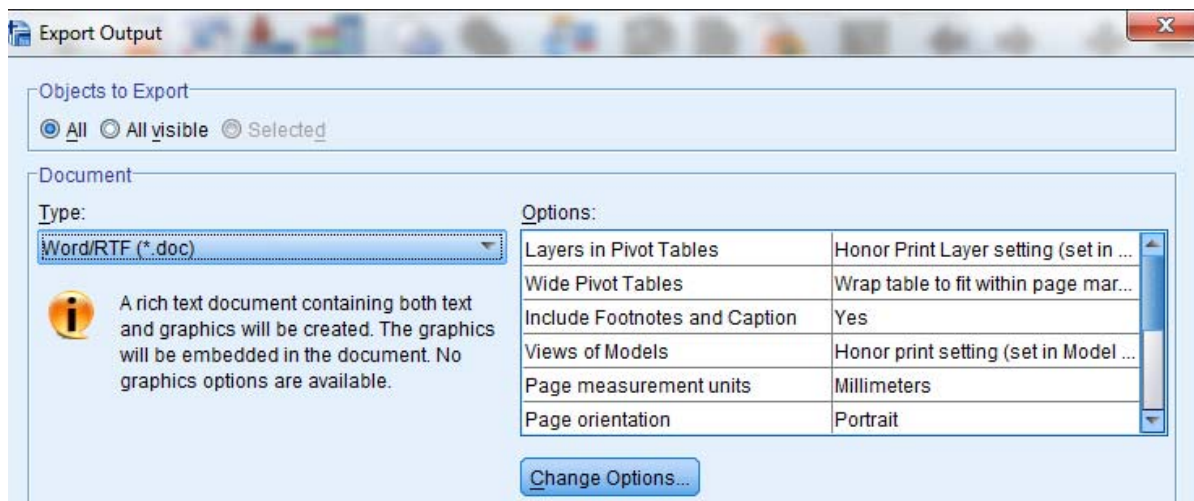 Export Output
Objects to Export
All All visible Selected
Document
Type:
Word/RTF (*.doc)
A rich text document containing both text
and graphics will be created. The graphics
will be embedded in the document. No
graphics options are available.
Options:
Layers in Pivot Tables Honor Print Layer setting (set in ...
Wide Pivot Tables Wrap table to fit within page mar...
Include Footnotes and Caption Yes
Views of Models Honor print setting (set in Model ...
Page measurement units Millimeters
Page orientation Portrait
Change Options...